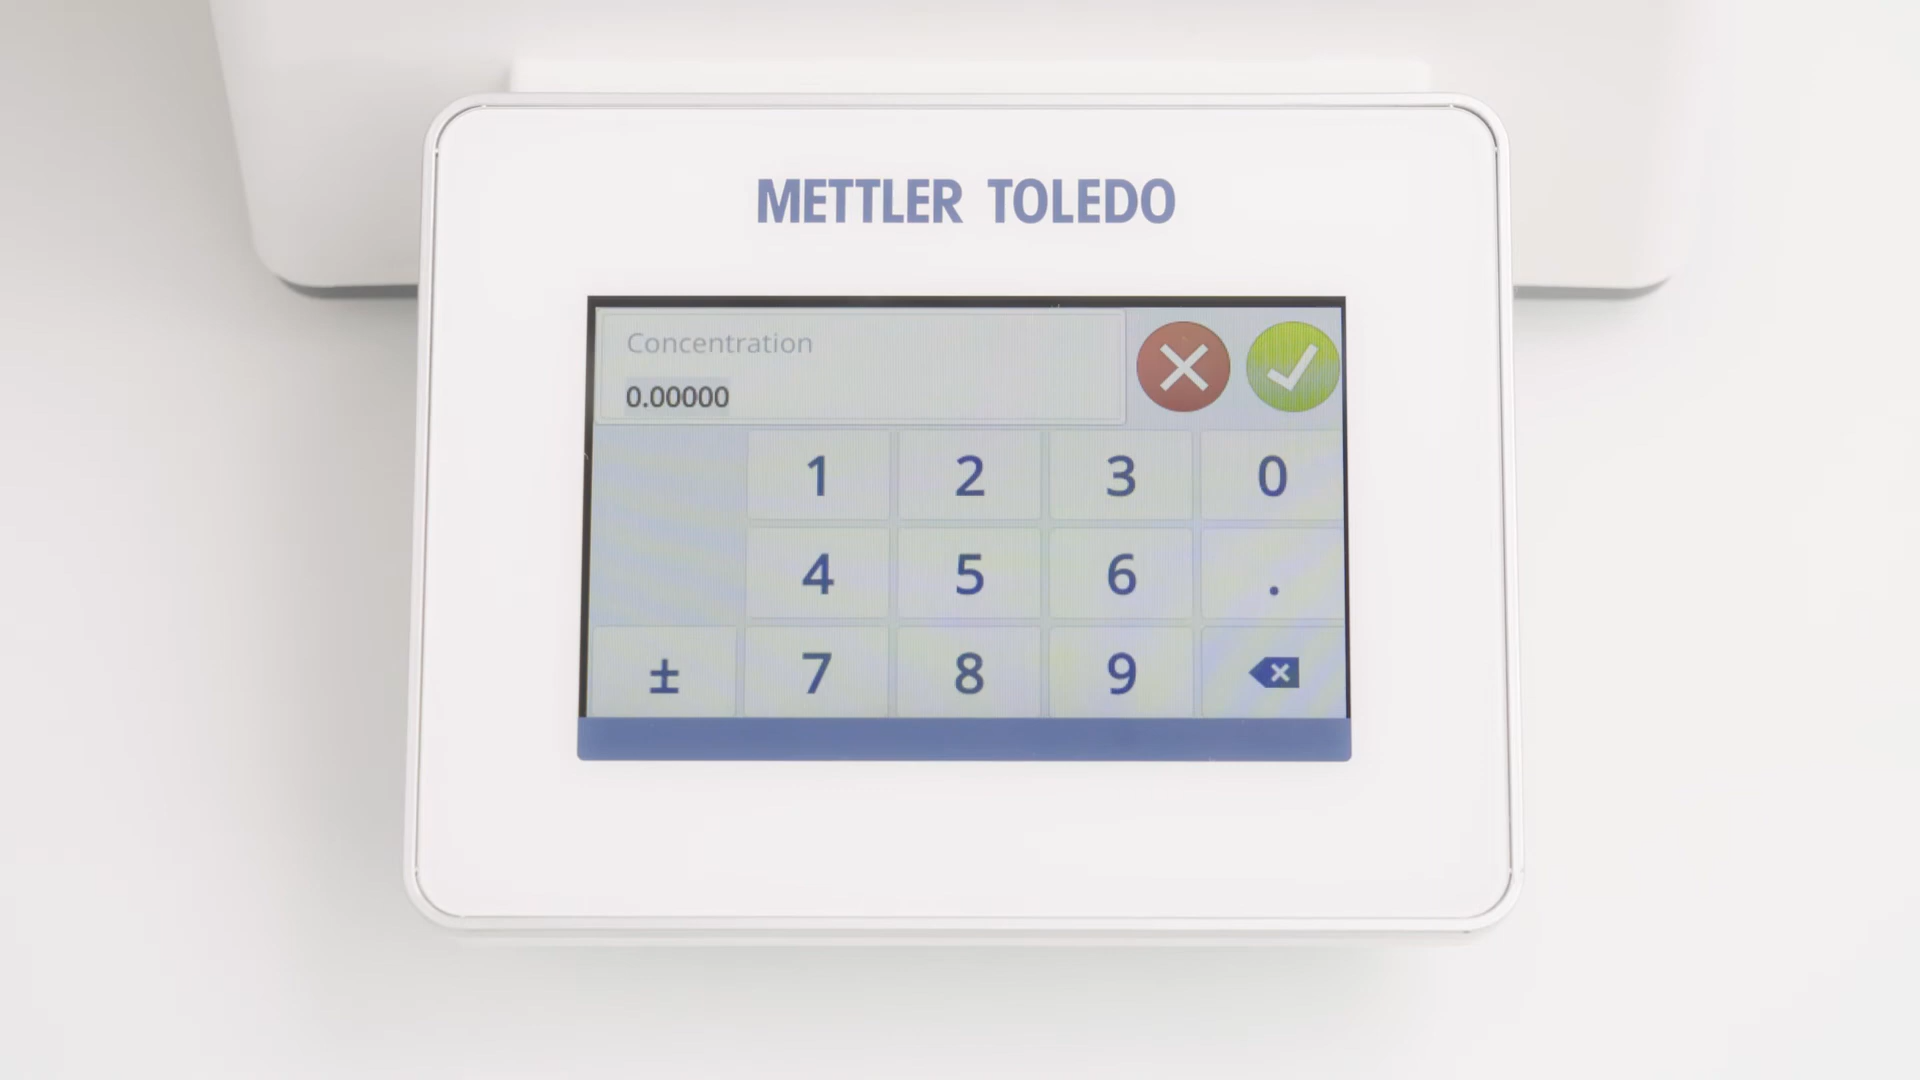 METTLER TOLEDO
Concentration
0.00000
1 2 3 0
4 5 6 .
± 7 8 9